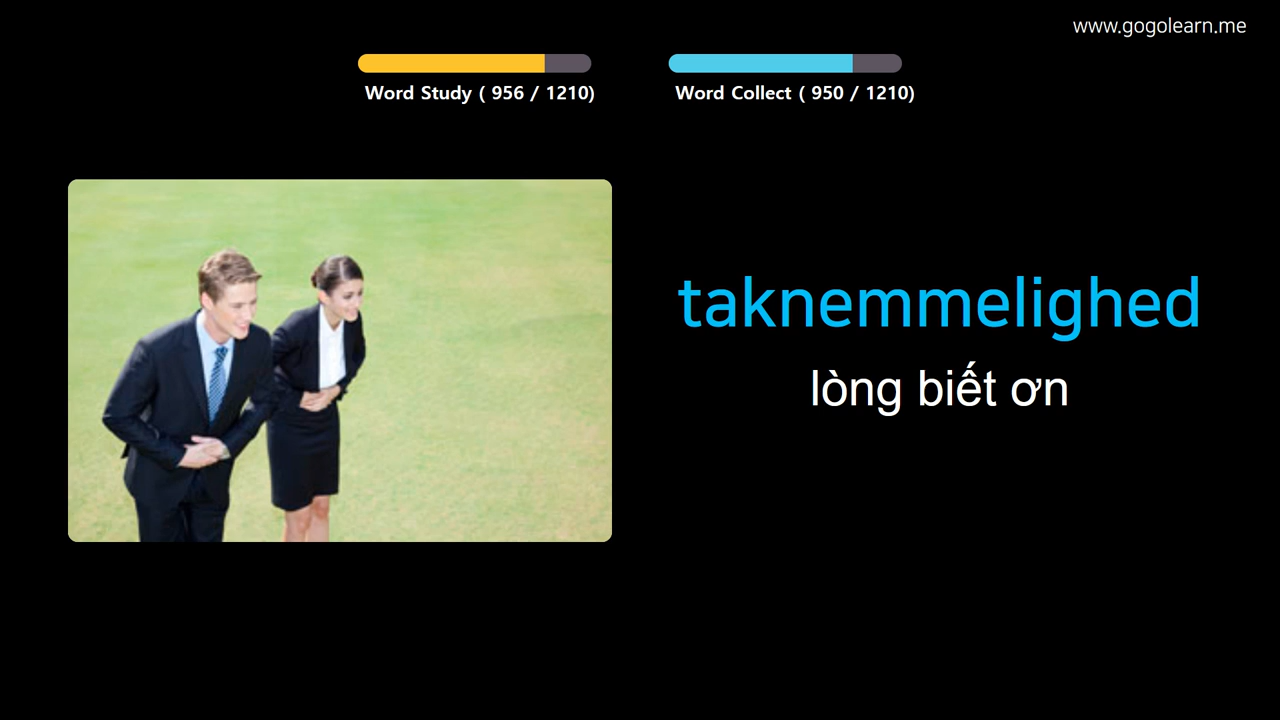 www.gogolearn.me
Word Study ( 956 / 1210)
Word Collect ( 950 / 1210)
taknemmelighed
lòng biết ơn